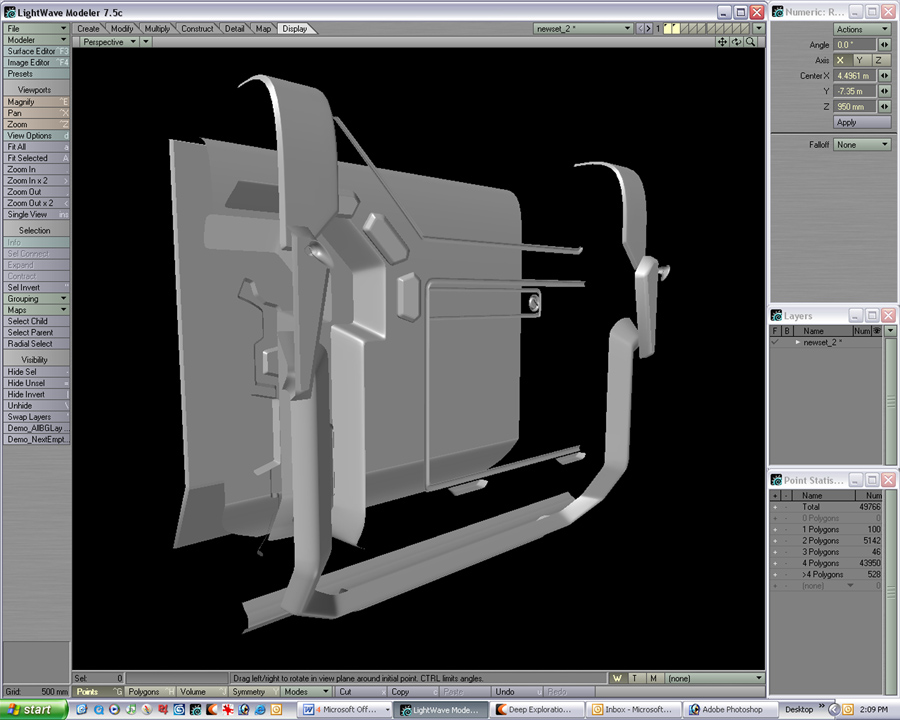 LightWave Modeler 7.5c
File
Modeler
Surface Editor F3
Image Editor F4
Presets
Viewports
Magnify
Pan
Zoom
View Options d
Fit All a
Fit Selected A
Zoom In .
Zoom In x 2 >
Zoom Out ,
Zoom Out x 2 <
Single View ins
Selection
Info
Sel Connect
Expand
Contract
Sel Invert
Grouping
Maps
Select Child
Select Parent
Radial Select
Visibility
Hide Sel
Hide Unsel
Hide Invert
Unhide
Swap Layers
Demo_AllBGLay...
Demo_NextEmpt...
Grid: 500 mm
Create Modify Multiply Construct Detail Map Display
newset_2 * 1
Perspective
Sel: 0
Drag left/right to rotate in view plane around initial point. CTRL limits angles.
W T M (none)
Points ^G Polygons ^H Volume ^J Symmetry Y Modes Cut x Copy c Paste v Undo u Redo
Numeric: R...
Actions
Angle 0.0 °
Axis X Y Z
Center X 4.4961 m
Y -7.35 m
Z 950 mm
Apply
Falloff None
Layers
F B Name Num
newset_2 *
Point Statis...
+ - Name Num
Total 49766
0 Polygons 0
1 Polygons 100
2 Polygons 5142
3 Polygons 46
4 Polygons 43950
>4 Polygons 528
(none)
start
4 Microsoft Off...
LightWave Mode...
Deep Exploratio...
Inbox - Microsoft...
Adobe Photoshop
Desktop »
2:09 PM